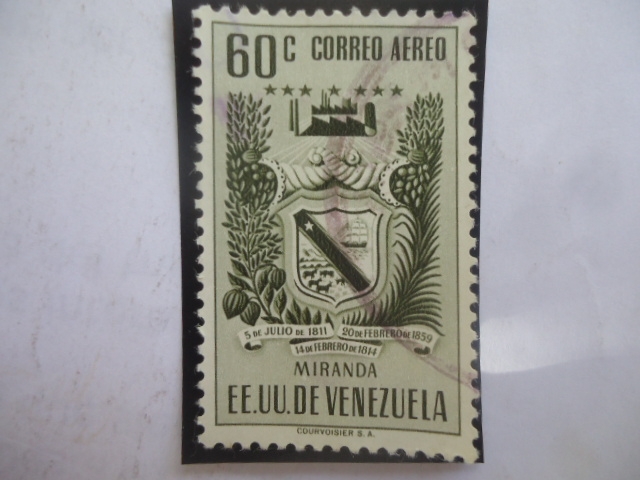 60 C CORREO AEREO
5 DE JULIO DE 1811 20 DE FEBRERO DE 1859
14 DE FEBRERO DE 1814
MIRANDA
EE.UU. DE VENEZUELA
COURVOISIER S.A.